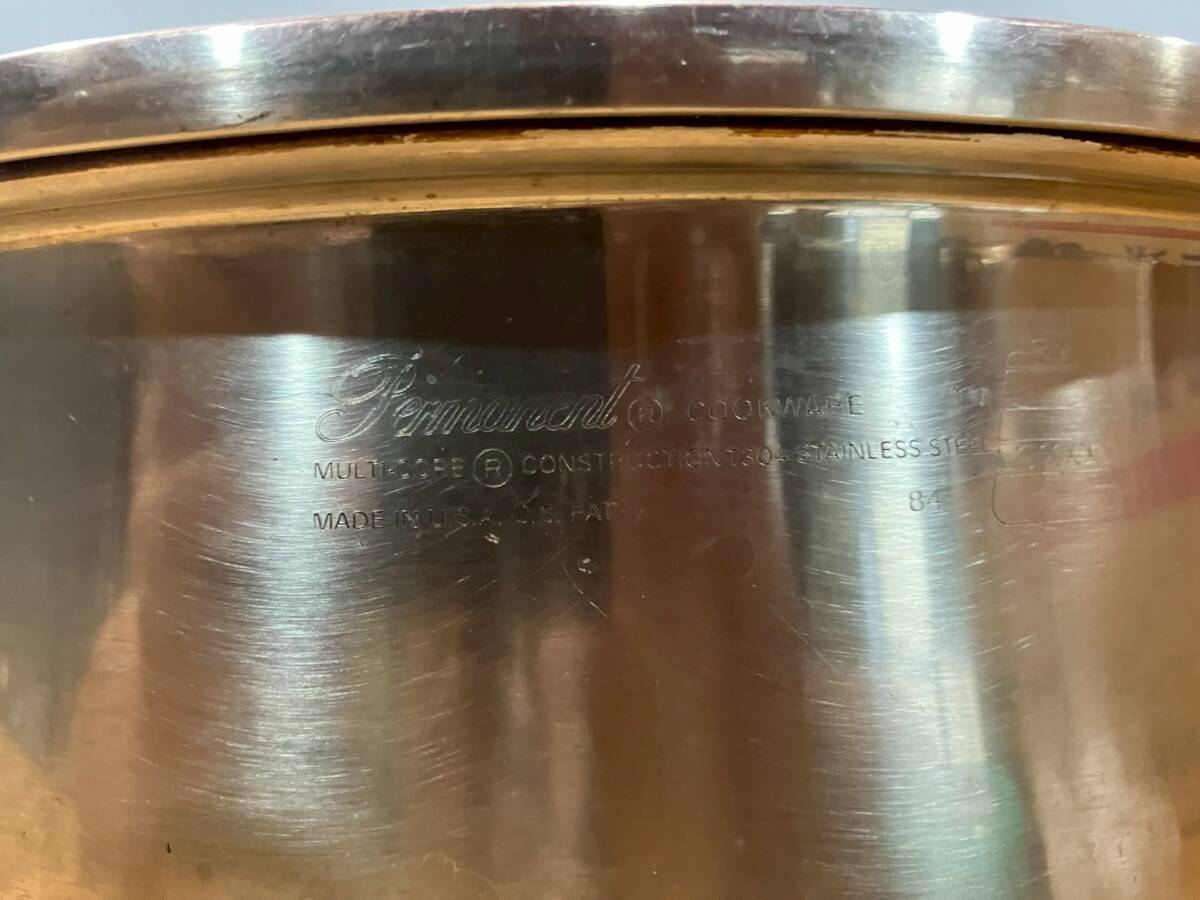 Permanent ® COOKWARE
MULTI-CORE ® CONSTRUCTION T304 STAINLESS STEEL
MADE IN U.S.A. U.S. PAT.
84